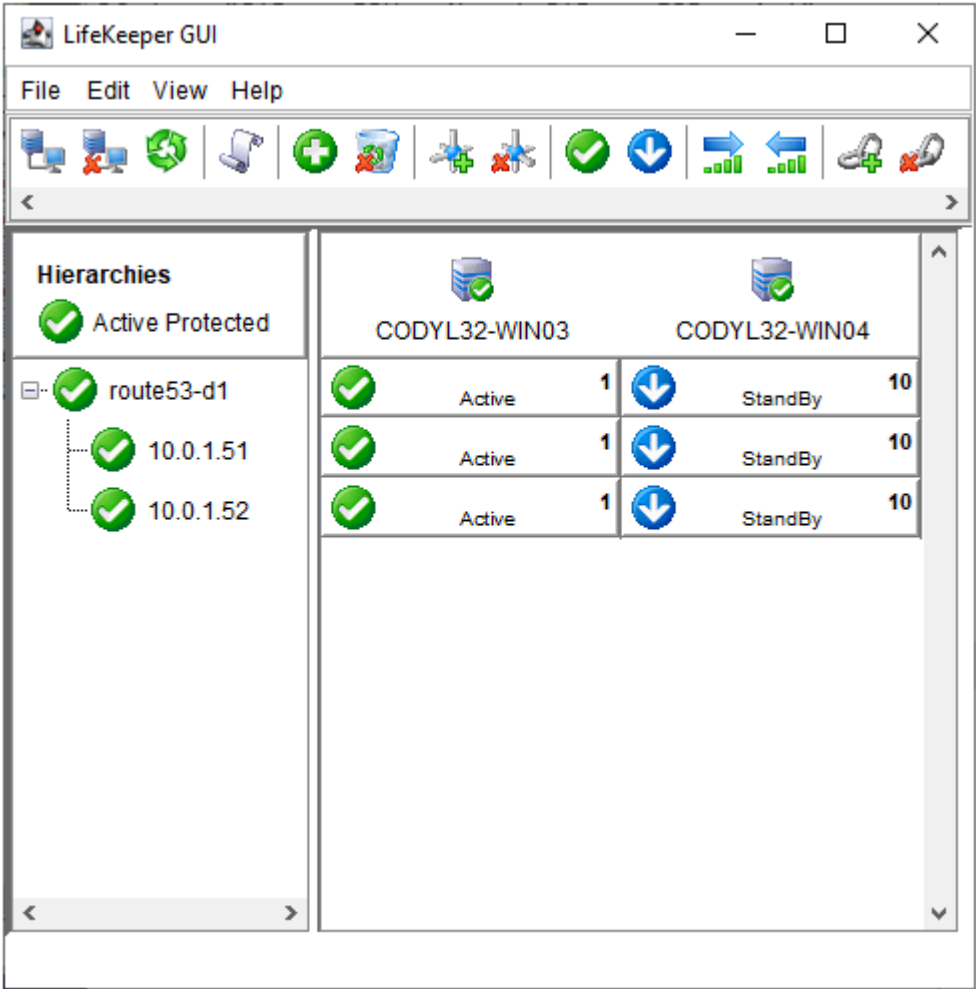 LifeKeeper GUI
File Edit View Help
Hierarchies
Active Protected
CODYL32-WIN03 CODYL32-WIN04
route53-d1 Active 1 StandBy 10
10.0.1.51 Active 1 StandBy 10
10.0.1.52 Active 1 StandBy 10